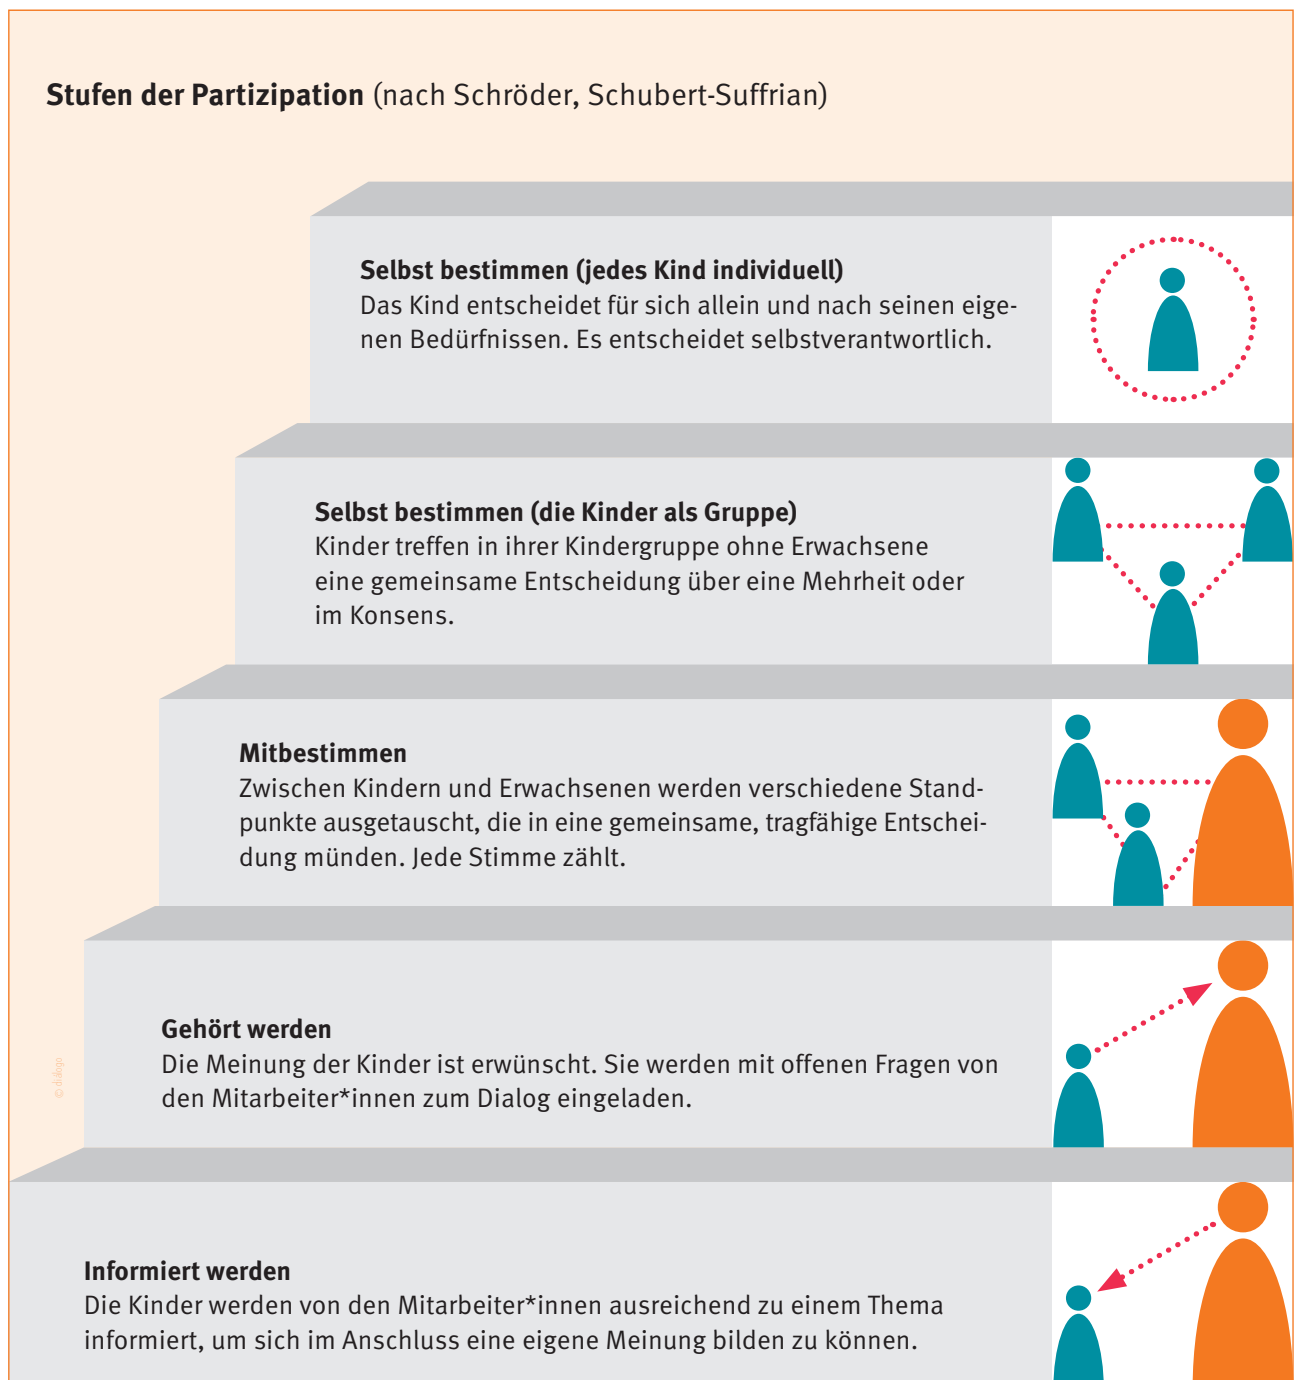 Stufen der Partizipation (nach Schröder, Schubert-Suffrian)
Selbst bestimmen (jedes Kind individuell)
Das Kind entscheidet für sich allein und nach seinen eige-
nen Bedürfnissen. Es entscheidet selbstverantwortlich.
Selbst bestimmen (die Kinder als Gruppe)
Kinder treffen in ihrer Kindergruppe ohne Erwachsene
eine gemeinsame Entscheidung über eine Mehrheit oder
im Konsens.
Mitbestimmen
Zwischen Kindern und Erwachsenen werden verschiedene Stand-
punkte ausgetauscht, die in eine gemeinsame, tragfähige Entschei-
dung münden. Jede Stimme zählt.
Gehört werden
Die Meinung der Kinder ist erwünscht. Sie werden mit offenen Fragen von
den Mitarbeiter*innen zum Dialog eingeladen.
© dialogo
Informiert werden
Die Kinder werden von den Mitarbeiter*innen ausreichend zu einem Thema
informiert, um sich im Anschluss eine eigene Meinung bilden zu können.